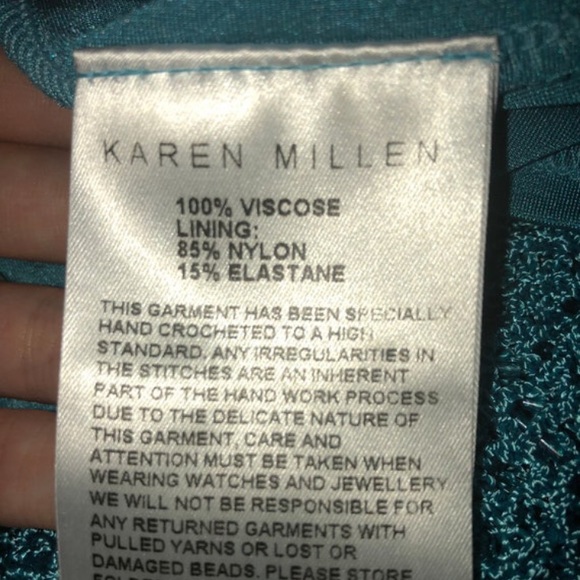 KAREN MILLEN
100% VISCOSE
LINING:
85% NYLON
15% ELASTANE
THIS GARMENT HAS BEEN SPECIALLY
HAND CROCHETED TO A HIGH
STANDARD. ANY IRREGULARITIES IN
THE STITCHES ARE AN INHERENT
PART OF THE HAND WORK PROCESS
DUE TO THE DELICATE NATURE OF
THIS GARMENT, CARE AND
ATTENTION MUST BE TAKEN WHEN
WEARING WATCHES AND JEWELLERY
WE WILL NOT BE RESPONSIBLE FOR
ANY RETURNED GARMENTS WITH
PULLED YARNS OR LOST OR
DAMAGED BEADS. PLEASE STORE